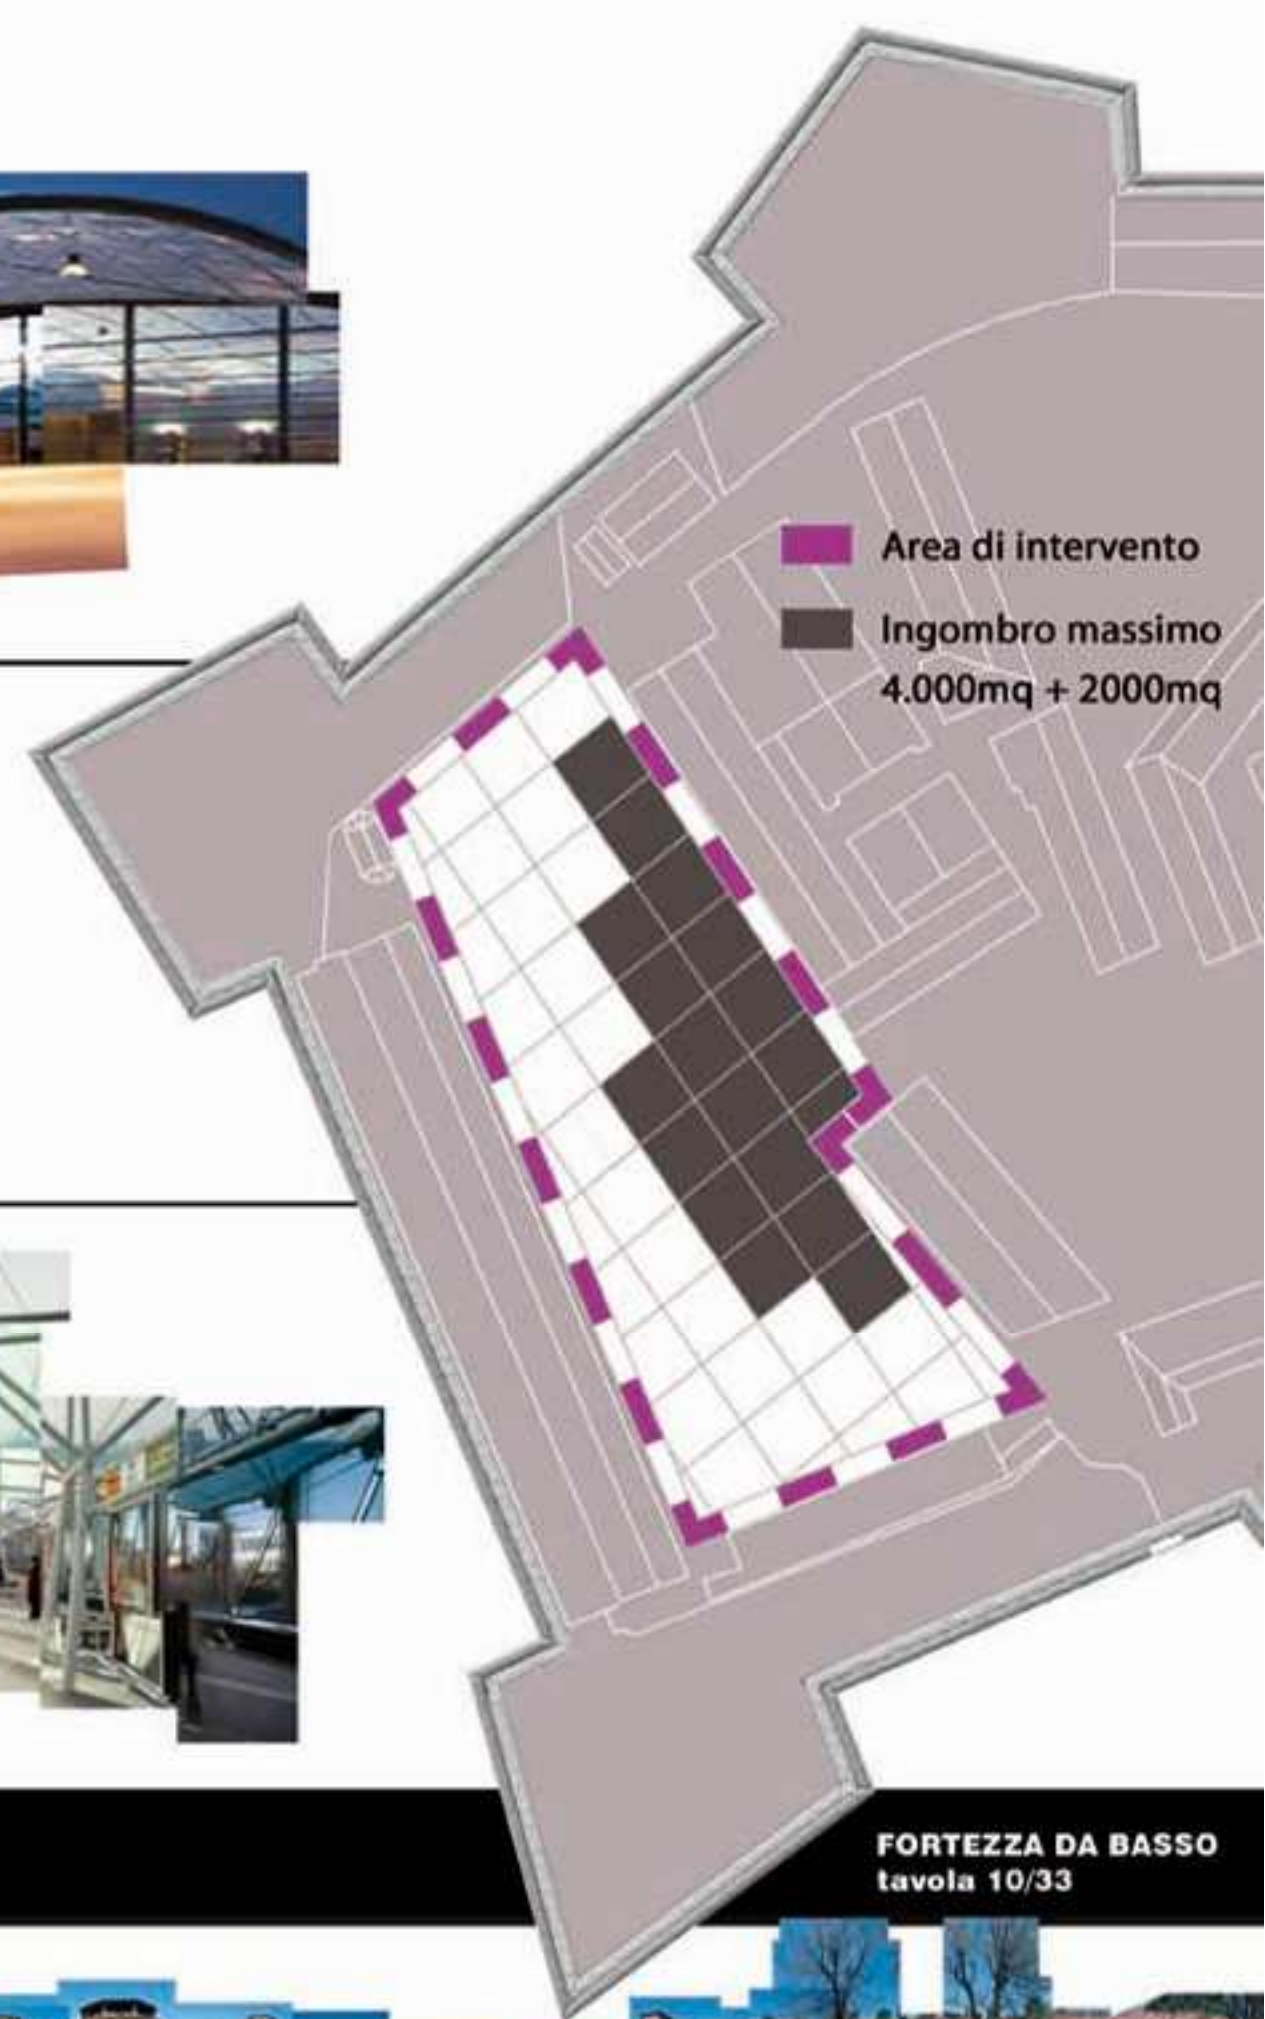 Area di intervento
Ingombro massimo
4.000mq + 2000mq
FORTEZZA DA BASSO
tavola 10/33